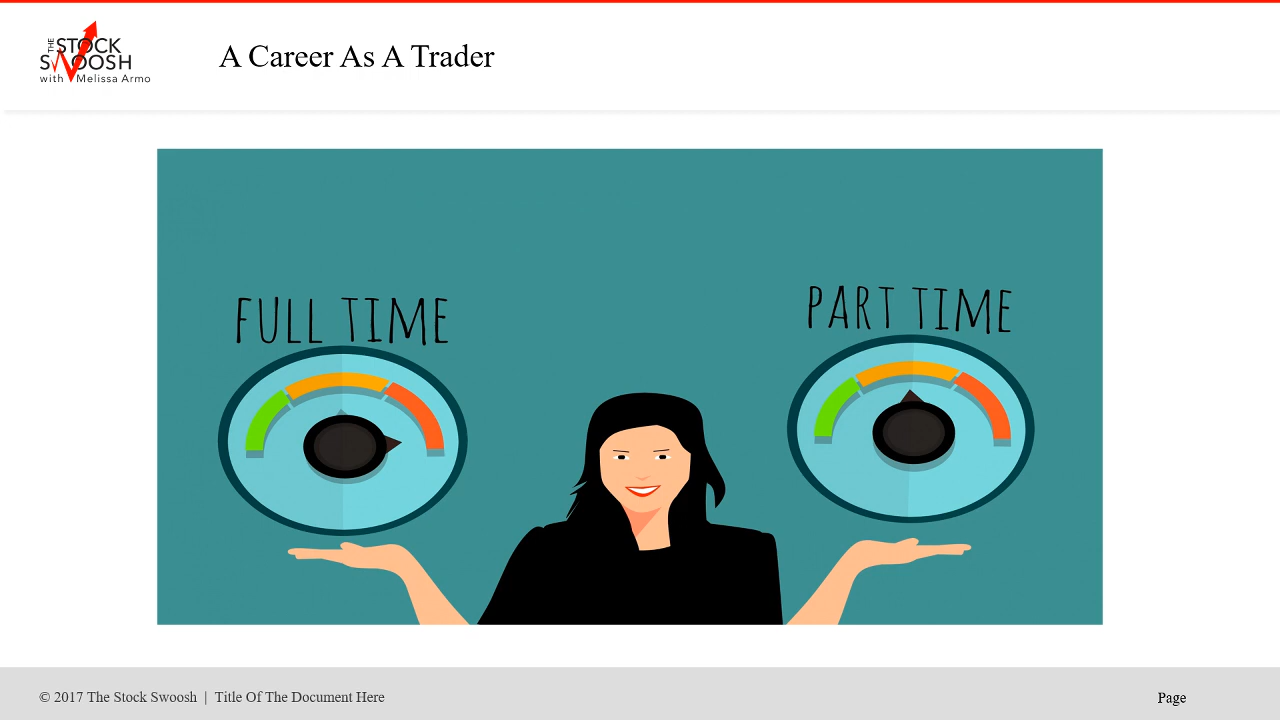 THE
STOCK
SWOOSH
with Melissa Armo
A Career As A Trader
FULL TIME
PART TIME
© 2017 The Stock Swoosh | Title Of The Document Here
Page